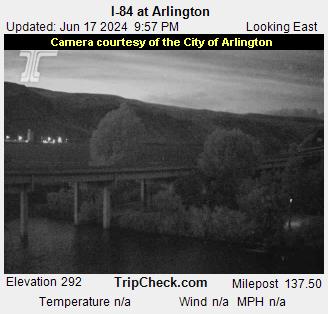 I-84 at Arlington
Updated: Jun 17 2024 9:57 PM Looking East
Camera courtesy of the City of Arlington
Elevation 292 TripCheck.com Milepost 137.50
Temperature n/a Wind n/a MPH n/a